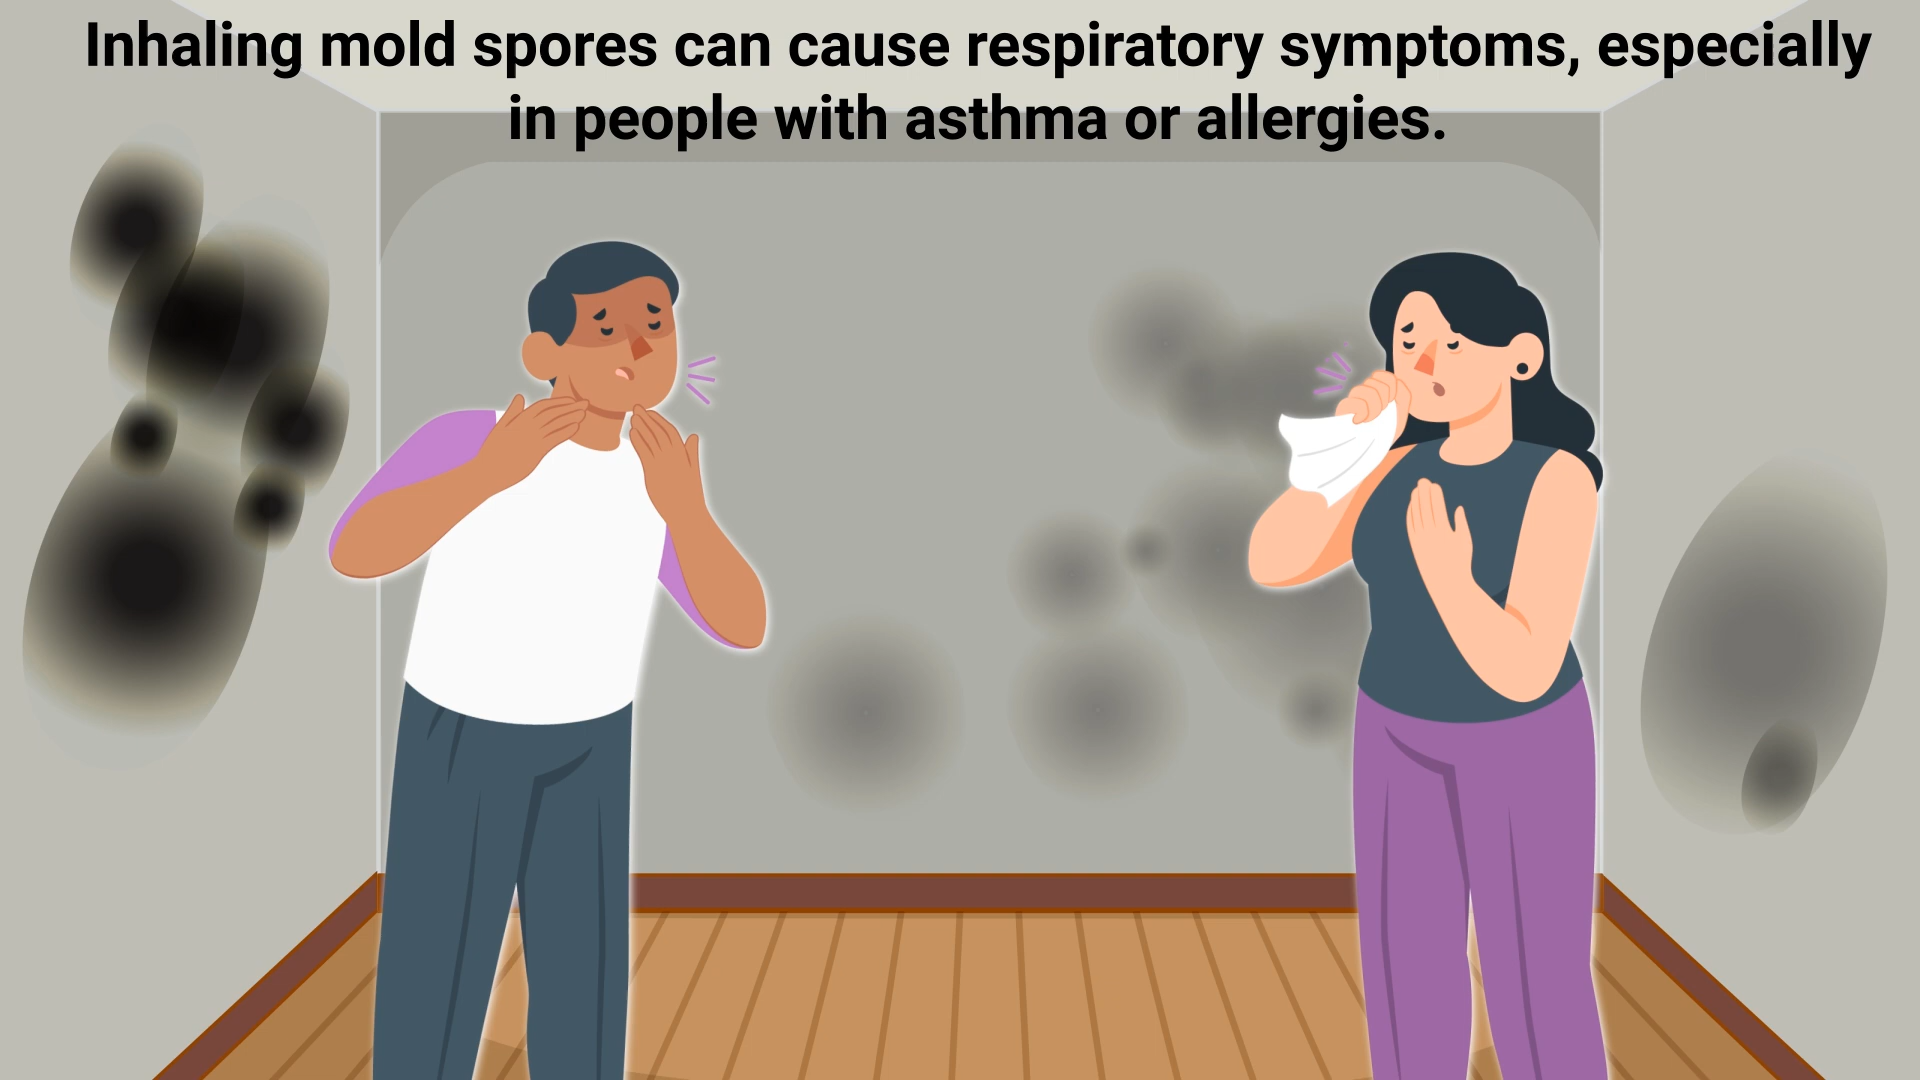 Inhaling mold spores can cause respiratory symptoms, especially
in people with asthma or allergies.